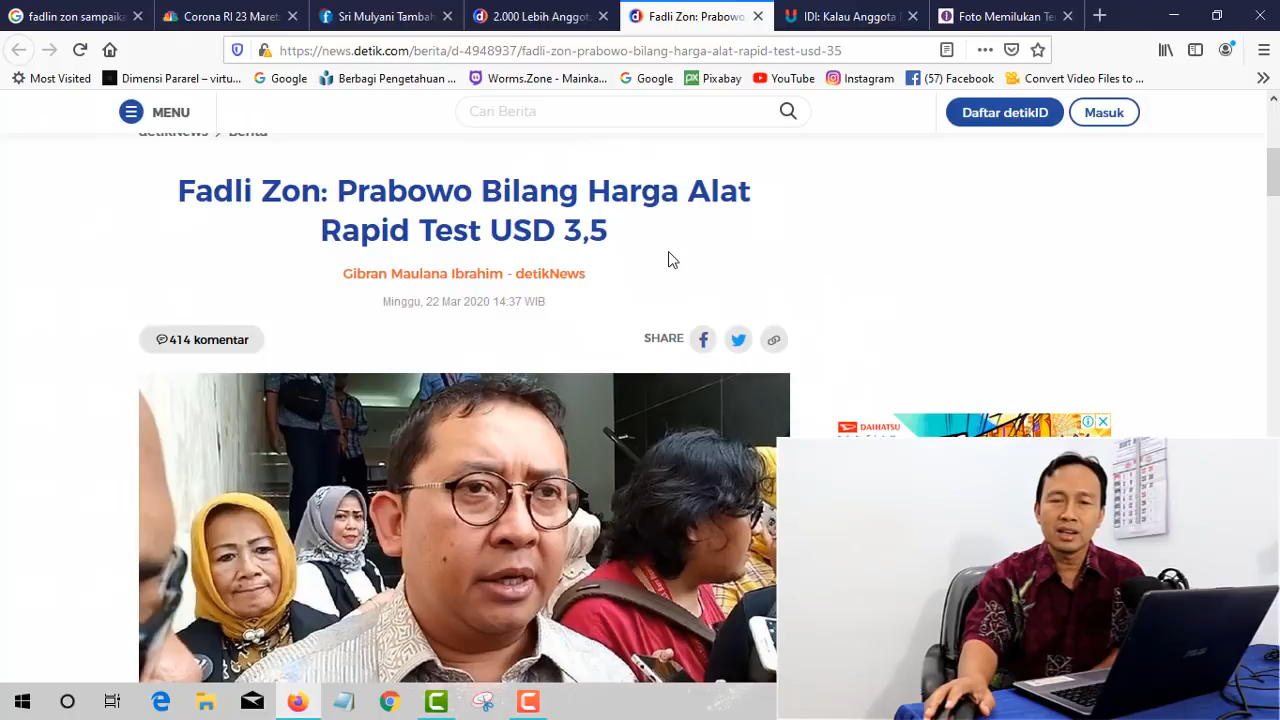 fadlin zon sampaika
Corona RI 23 Maret
Sri Mulyani Tambah
2.000 Lebih Anggot
Fadli Zon: Prabowo
IDI: Kalau Anggota
Foto Memilukan Te
https://news.detik.com/berita/d-4948937/fadli-zon-prabowo-bilang-harga-alat-rapid-test-usd-35
Most Visited
Dimensi Pararel – virtu...
Google
Berbagi Pengetahuan ...
Worms.Zone - Mainka...
Google
Pixabay
YouTube
Instagram
(57) Facebook
Convert Video Files to ...
MENU
Cari Berita
Daftar detikID
Masuk
detikNews > Berita
Fadli Zon: Prabowo Bilang Harga Alat
Rapid Test USD 3,5
Gibran Maulana Ibrahim - detikNews
Minggu, 22 Mar 2020 14:37 WIB
414 komentar
SHARE
DAIHATSU